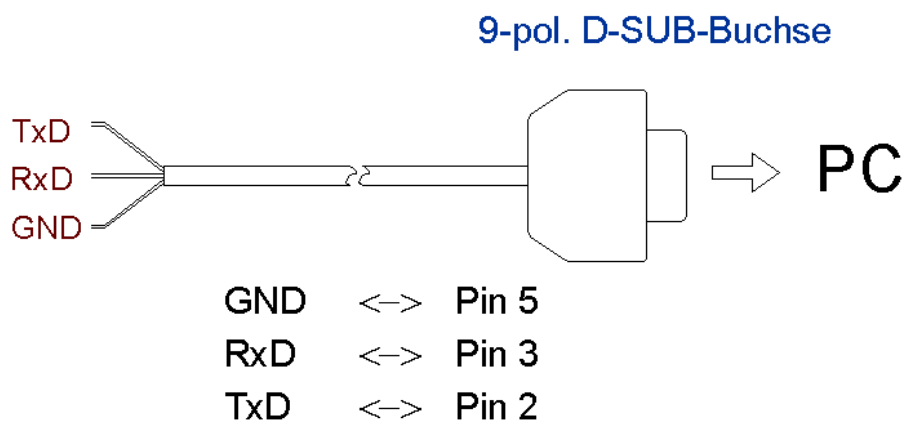 9-pol. D-SUB-Buchse
TxD
RxD
GND
PC
GND <-> Pin 5
RxD <-> Pin 3
TxD <-> Pin 2